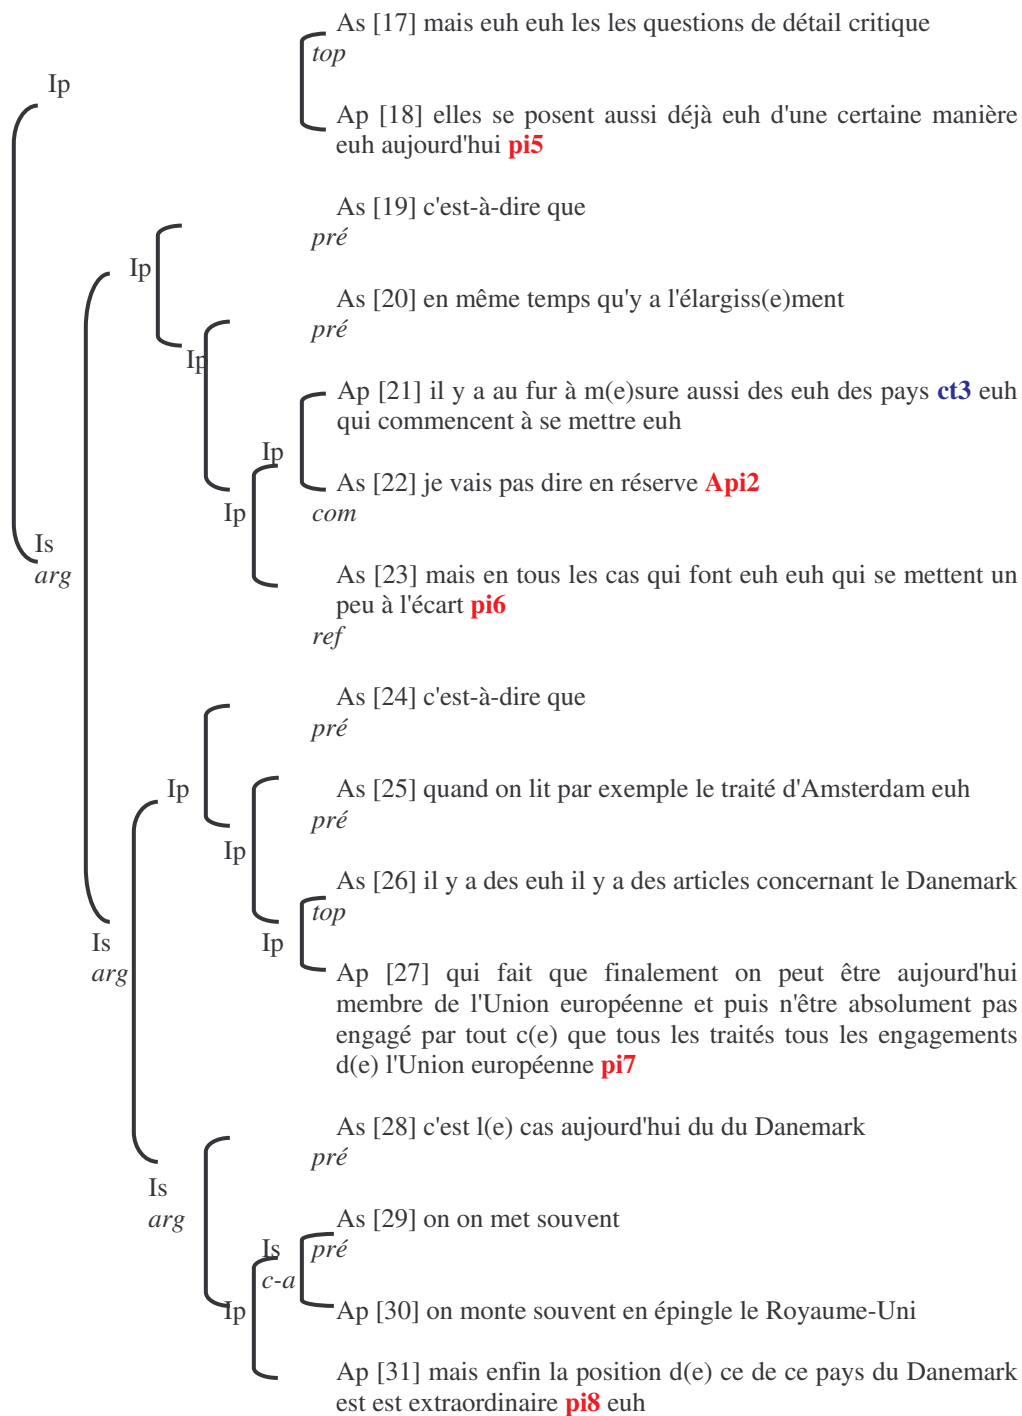 As [17] mais euh euh les les questions de détail critique
top
Ip
Ap [18] elles se posent aussi déjà euh d'une certaine manière
euh aujourd'hui pi5
As [19] c'est-à-dire que
pré
Ip
As [20] en même temps qu'y a l'élargiss(e)ment
pré
Ip
Ap [21] il y a au fur à m(e)sure aussi des euh des pays ct3 euh
qui commencent à se mettre euh
Ip
As [22] je vais pas dire en réserve Api2
Ip
com
Is
arg
As [23] mais en tous les cas qui font euh euh qui se mettent un
peu à l'écart pi6
ref
As [24] c'est-à-dire que
pré
Ip
As [25] quand on lit par exemple le traité d'Amsterdam euh
pré
Ip
As [26] il y a des euh il y a des articles concernant le Danemark
top
Is
arg
Ip
Ap [27] qui fait que finalement on peut être aujourd'hui
membre de l'Union européenne et puis n'être absolument pas
engagé par tout c(e) que tous les traités tous les engagements
d(e) l'Union européenne pi7
As [28] c'est l(e) cas aujourd'hui du du Danemark
pré
Is
arg
As [29] on on met souvent
pré
Is
c-a
Ip
Ap [30] on monte souvent en épingle le Royaume-Uni
Ap [31] mais enfin la position d(e) ce de ce pays du Danemark
est est extraordinaire pi8 euh